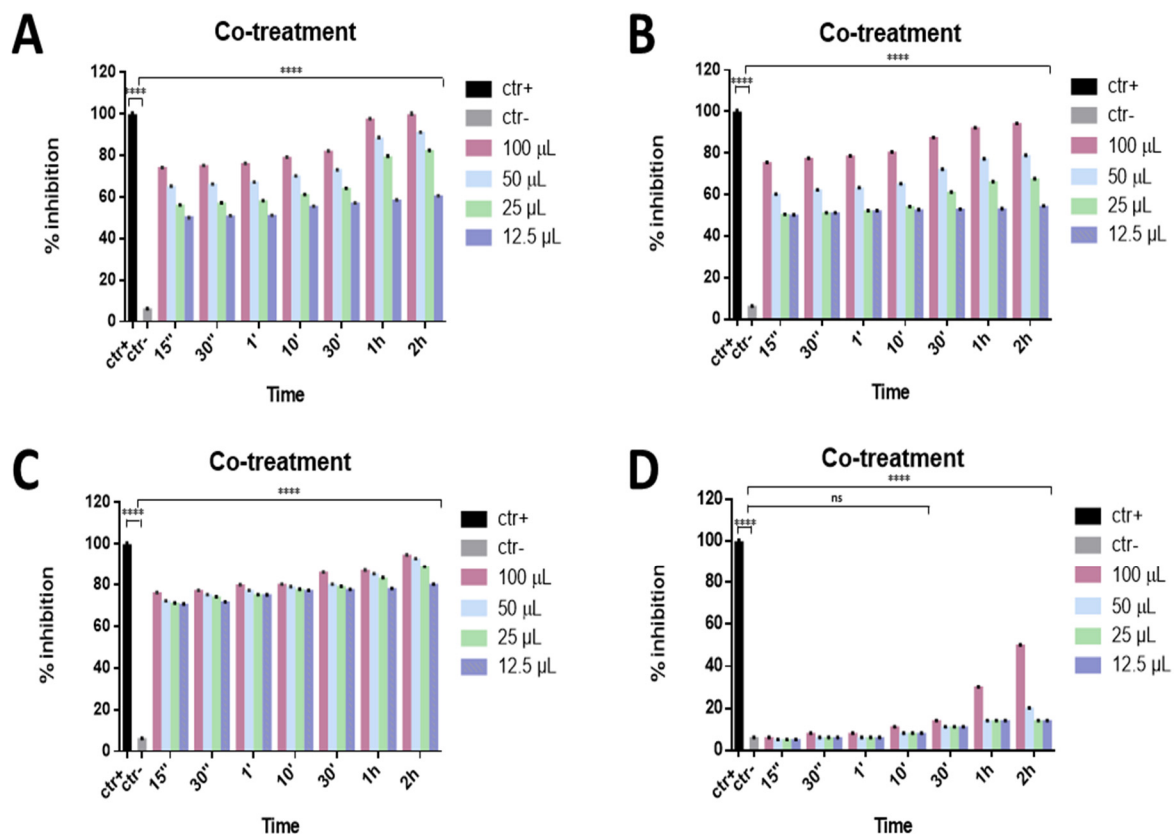 A
Co-treatment
****
****
120
100
80
60
40
20
0
% inhibition
ctr+
ctr-
15"
30"
1'
10'
30'
1h
2h
Time
ctr+
ctr-
100 μL
50 μL
25 μL
12.5 μL
B
Co-treatment
****
****
120
100
80
60
40
20
0
% inhibition
ctr+
ctr-
15"
30"
1'
10'
30'
1h
2h
Time
ctr+
ctr-
100 μL
50 μL
25 μL
12.5 μL
C
Co-treatment
****
****
120
100
80
60
40
20
0
% inhibition
ctr+
ctr-
15"
30"
1'
10'
30'
1h
2h
Time
ctr+
ctr-
100 μL
50 μL
25 μL
12.5 μL
D
Co-treatment
****
ns
****
120
100
80
60
40
20
0
% inhibition
ctr+
ctr-
15"
30"
1'
10'
30'
1h
2h
Time
ctr+
ctr-
100 μL
50 μL
25 μL
12.5 μL